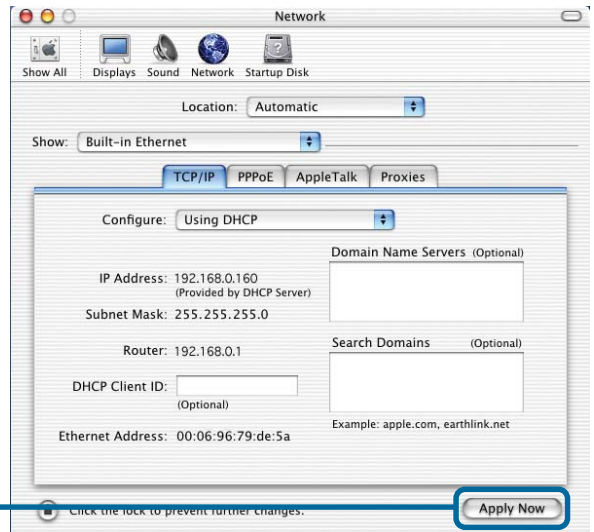 Network
Show All Displays Sound Network Startup Disk
Location: Automatic
Show: Built-in Ethernet
TCP/IP PPPoE AppleTalk Proxies
Configure: Using DHCP
Domain Name Servers (Optional)
IP Address: 192.168.0.160
(Provided by DHCP Server)
Subnet Mask: 255.255.255.0
Search Domains (Optional)
Router: 192.168.0.1
DHCP Client ID:
(Optional)
Example: apple.com, earthlink.net
Ethernet Address: 00:06:96:79:de:5a
Click the lock to prevent further changes.
Apply Now